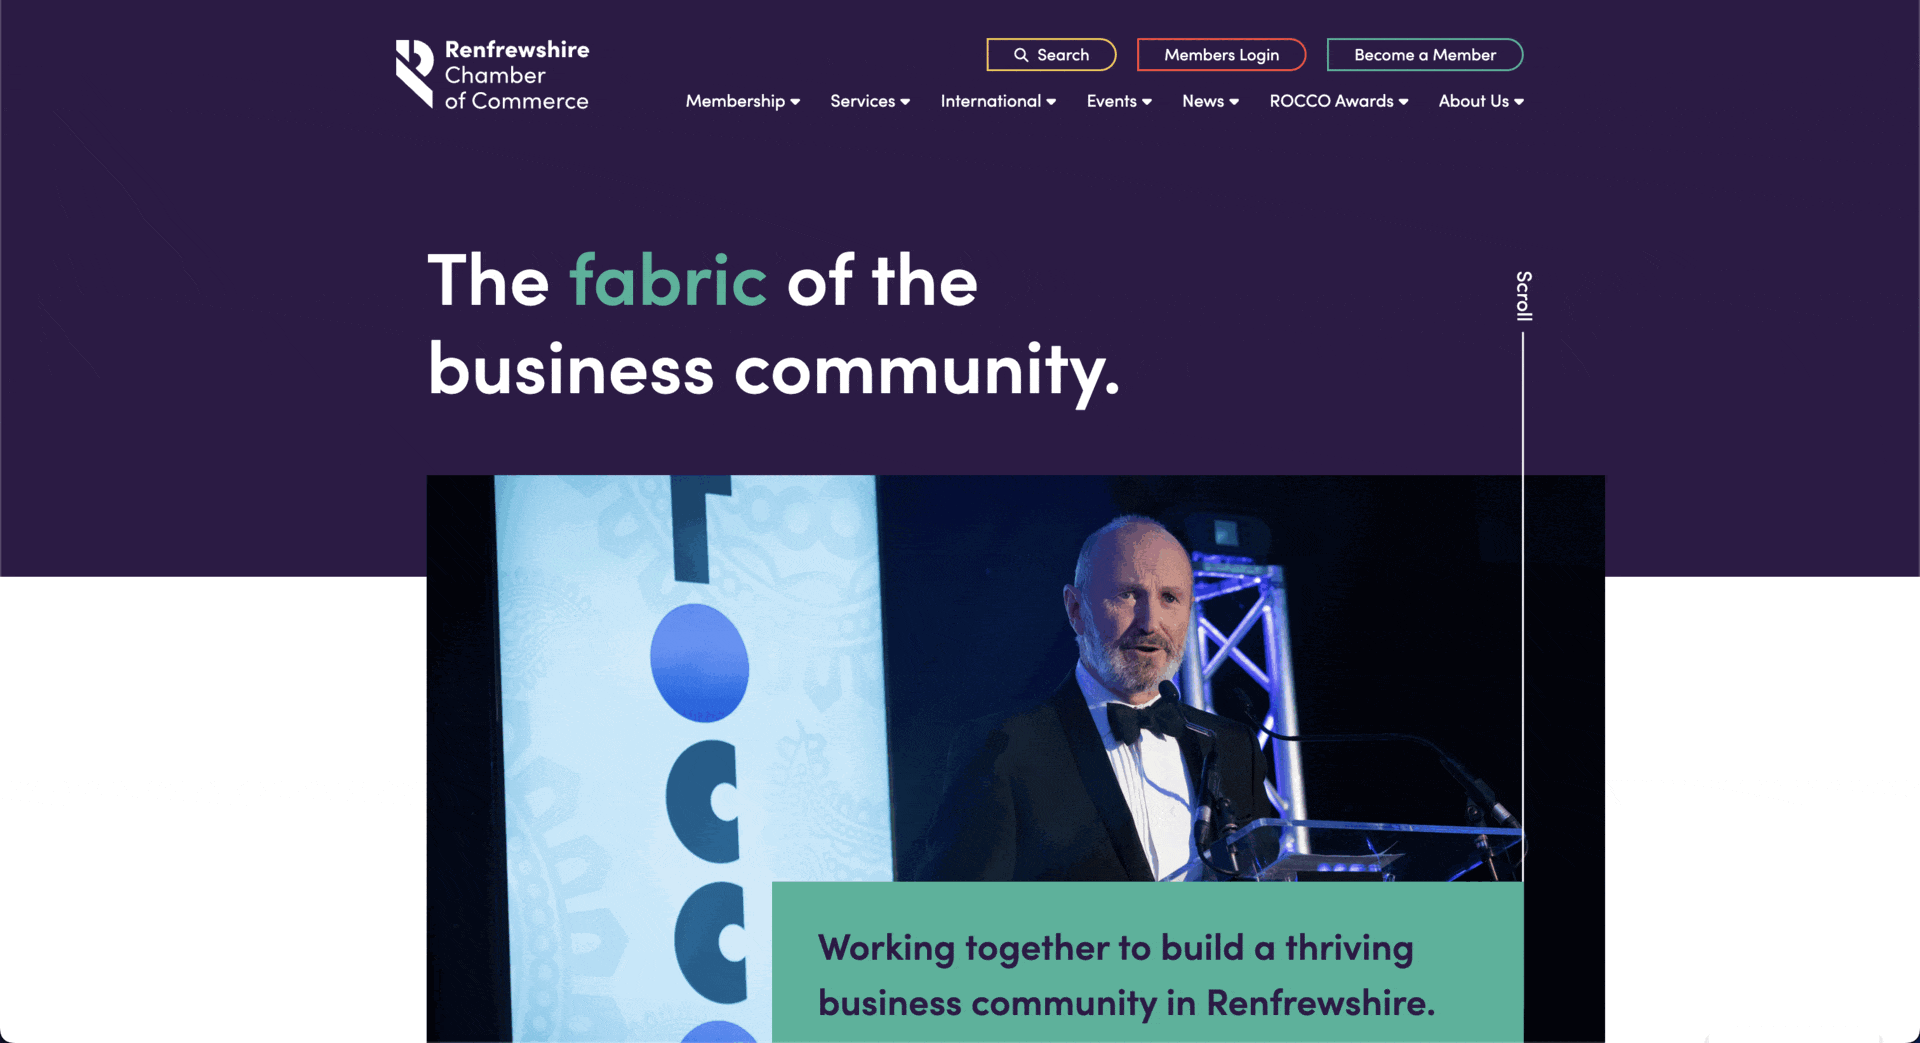 Renfrewshire
Chamber
of Commerce
Search
Members Login
Become a Member
Membership
Services
International
Events
News
ROCCO Awards
About Us
The fabric of the
business community.
Scroll
Working together to build a thriving
business community in Renfrewshire.